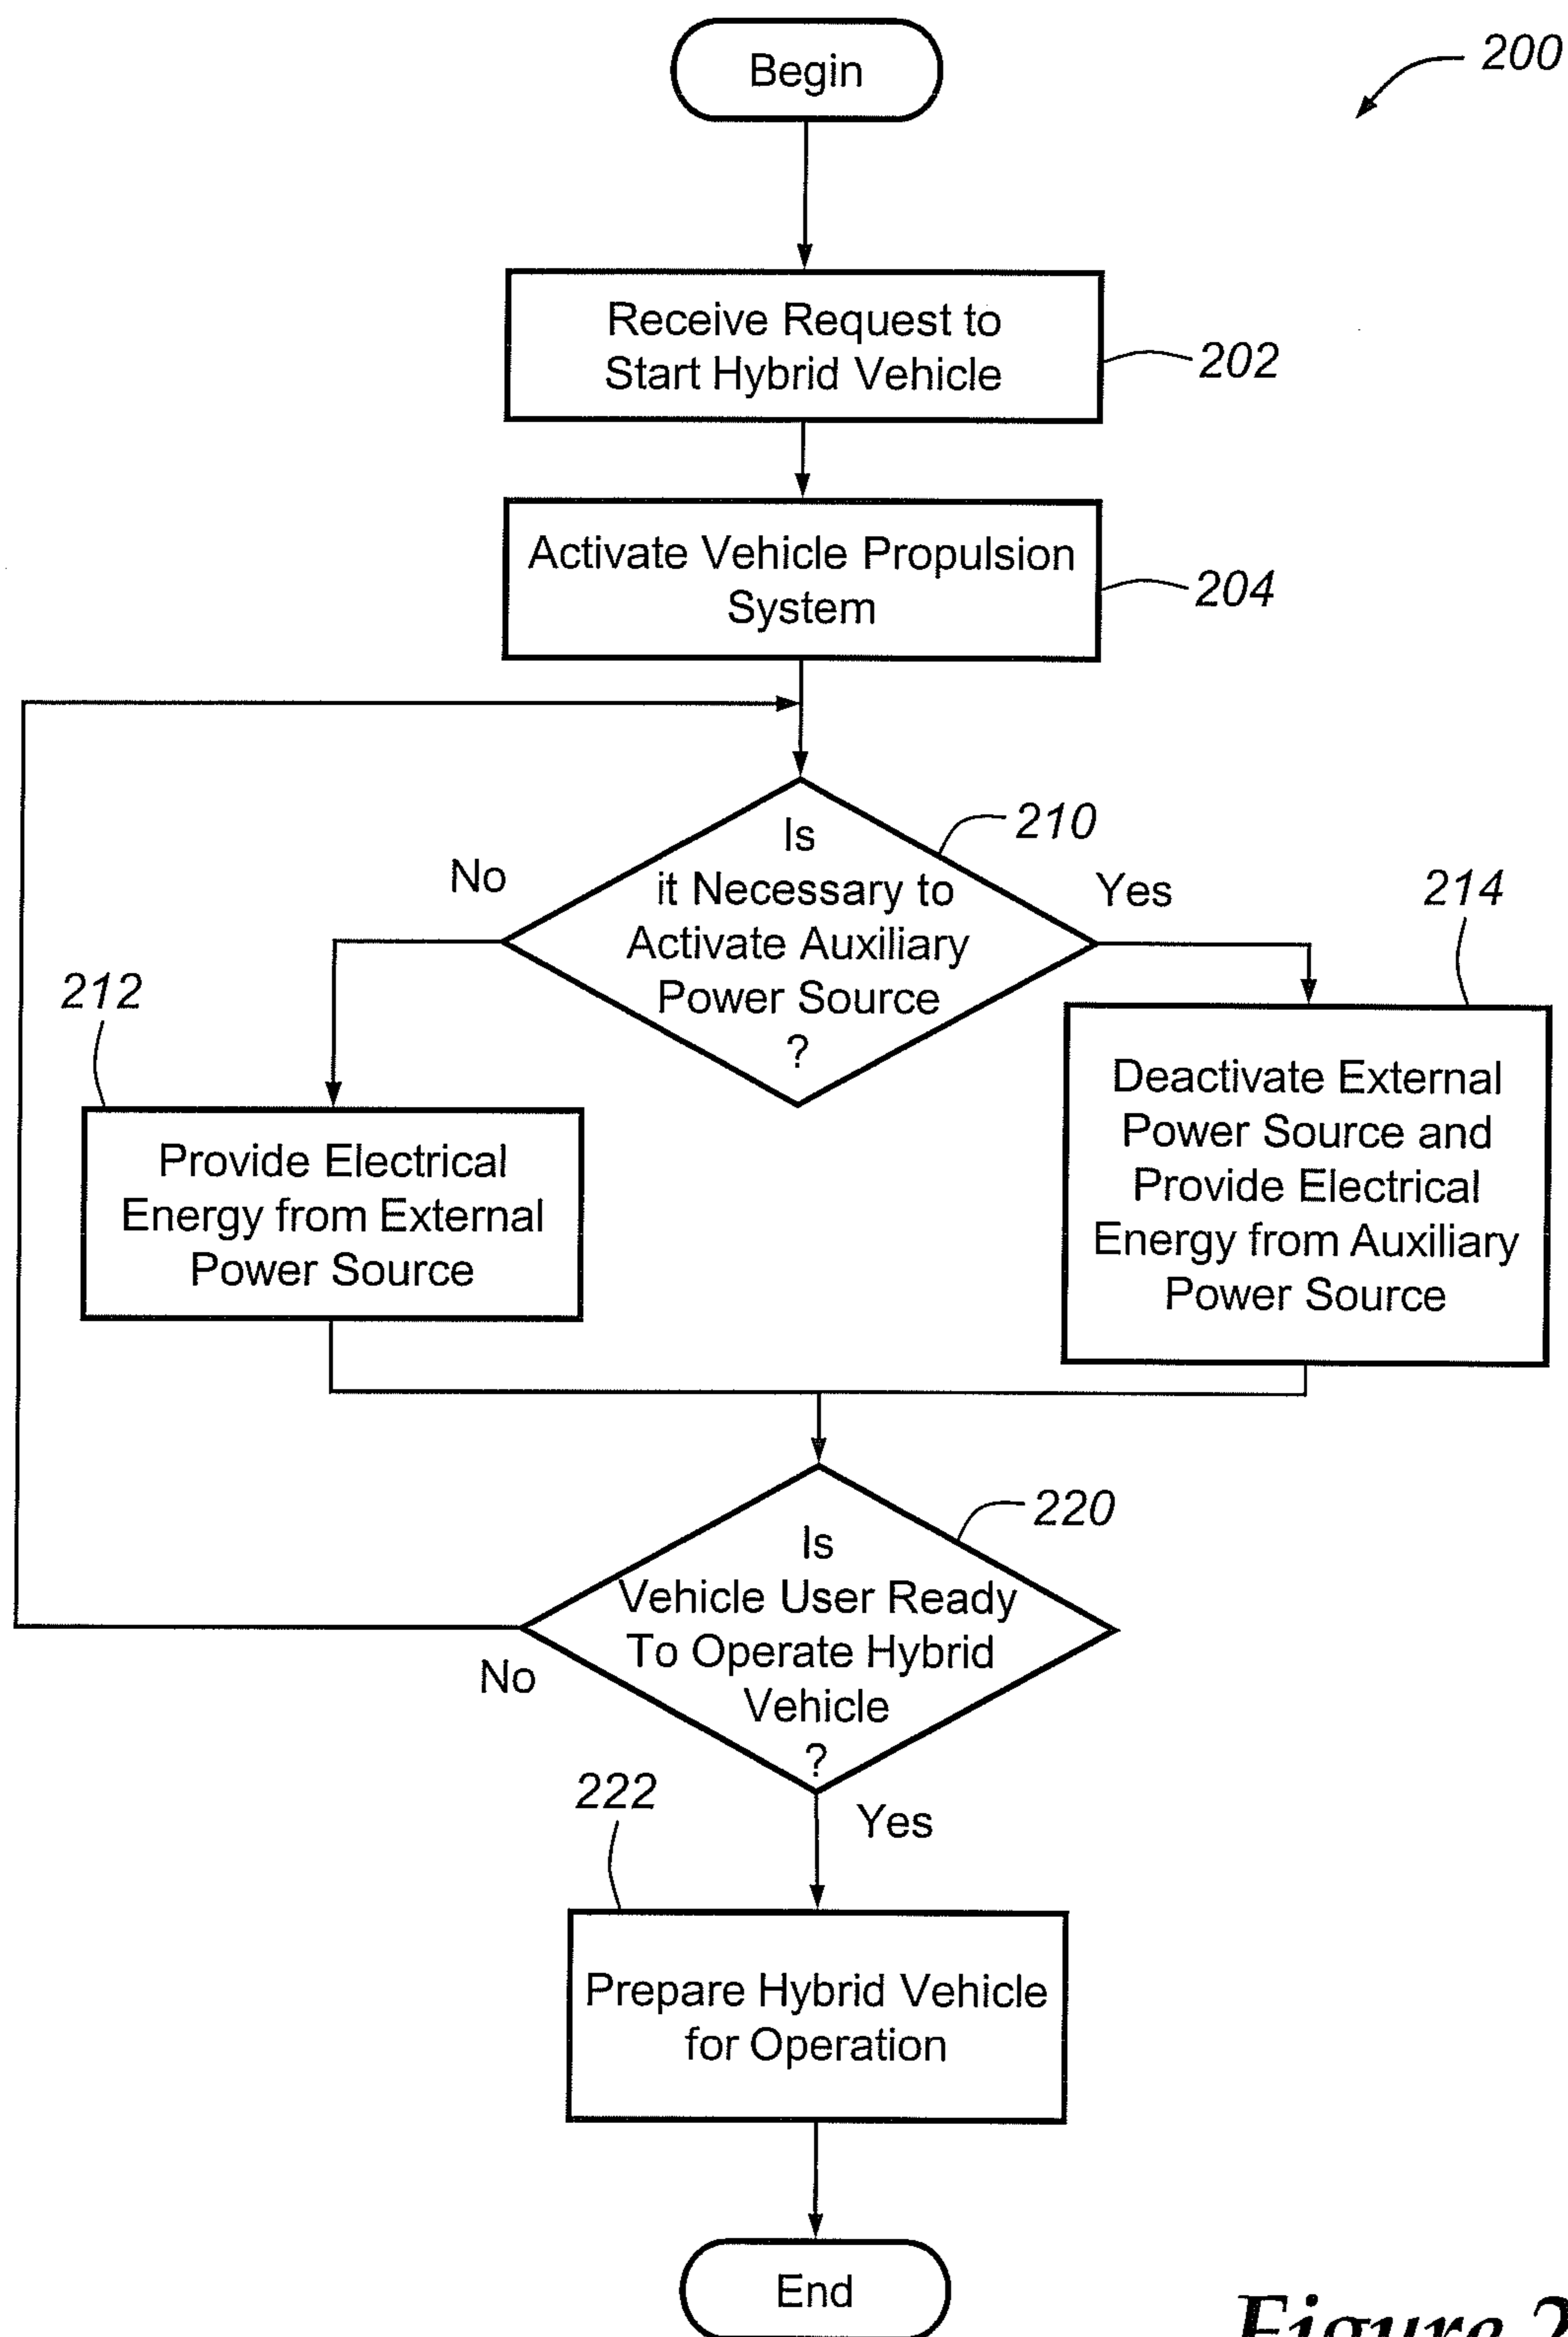 Begin
200
Receive Request to
Start Hybrid Vehicle
202
Activate Vehicle Propulsion
System
204
Is
it Necessary to
Activate Auxiliary
Power Source
?
210
No
Yes
214
212
Provide Electrical
Energy from External
Power Source
Deactivate External
Power Source and
Provide Electrical
Energy from Auxiliary
Power Source
Is
Vehicle User Ready
To Operate Hybrid
Vehicle
?
220
No
Yes
222
Prepare Hybrid Vehicle
for Operation
End
Figure 2